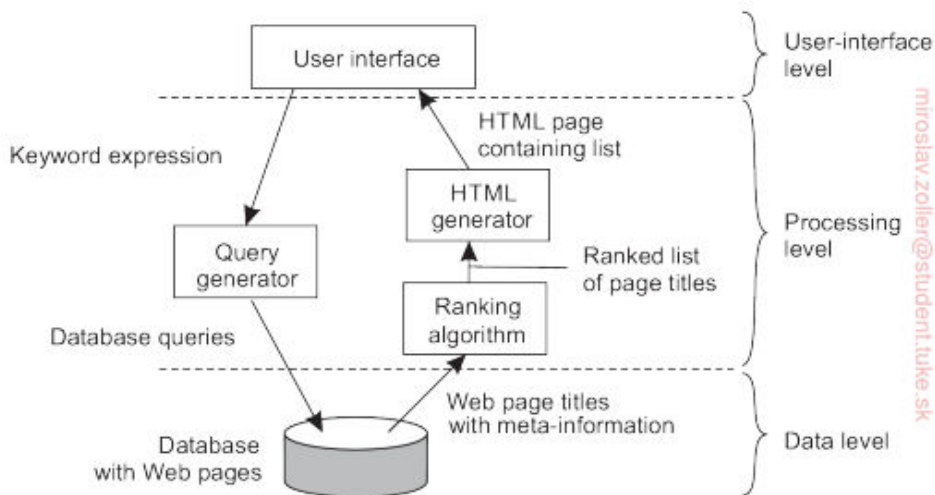 User interface
User-interface
level
Keyword expression
HTML page
containing list
HTML
generator
Query
generator
Ranked list
of page titles
Processing
level
Ranking
algorithm
Database queries
Web page titles
with meta-information
Database
with Web pages
Data level
miroslav.zoller@student.tuke.sk